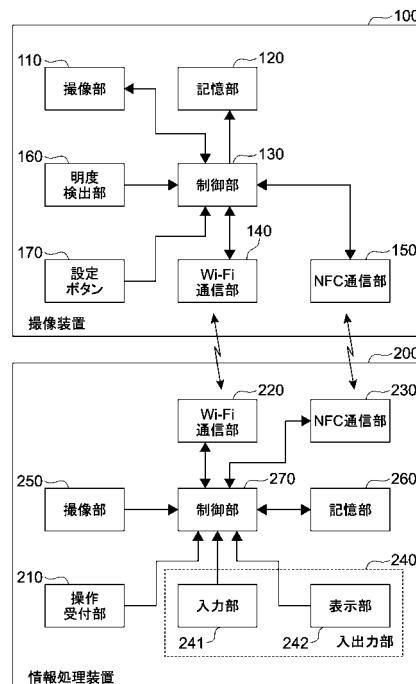 100
110
120
撮像部
記憶部
160
130
明度
検出部
制御部
170
140
150
設定
ボタン
Wi-Fi
通信部
NFC通信部
撮像装置
200
220
230
Wi-Fi
通信部
NFC通信部
250
270
260
撮像部
制御部
記憶部
210
240
操作
受付部
入力部
表示部
241
242
入出力部
情報処理装置